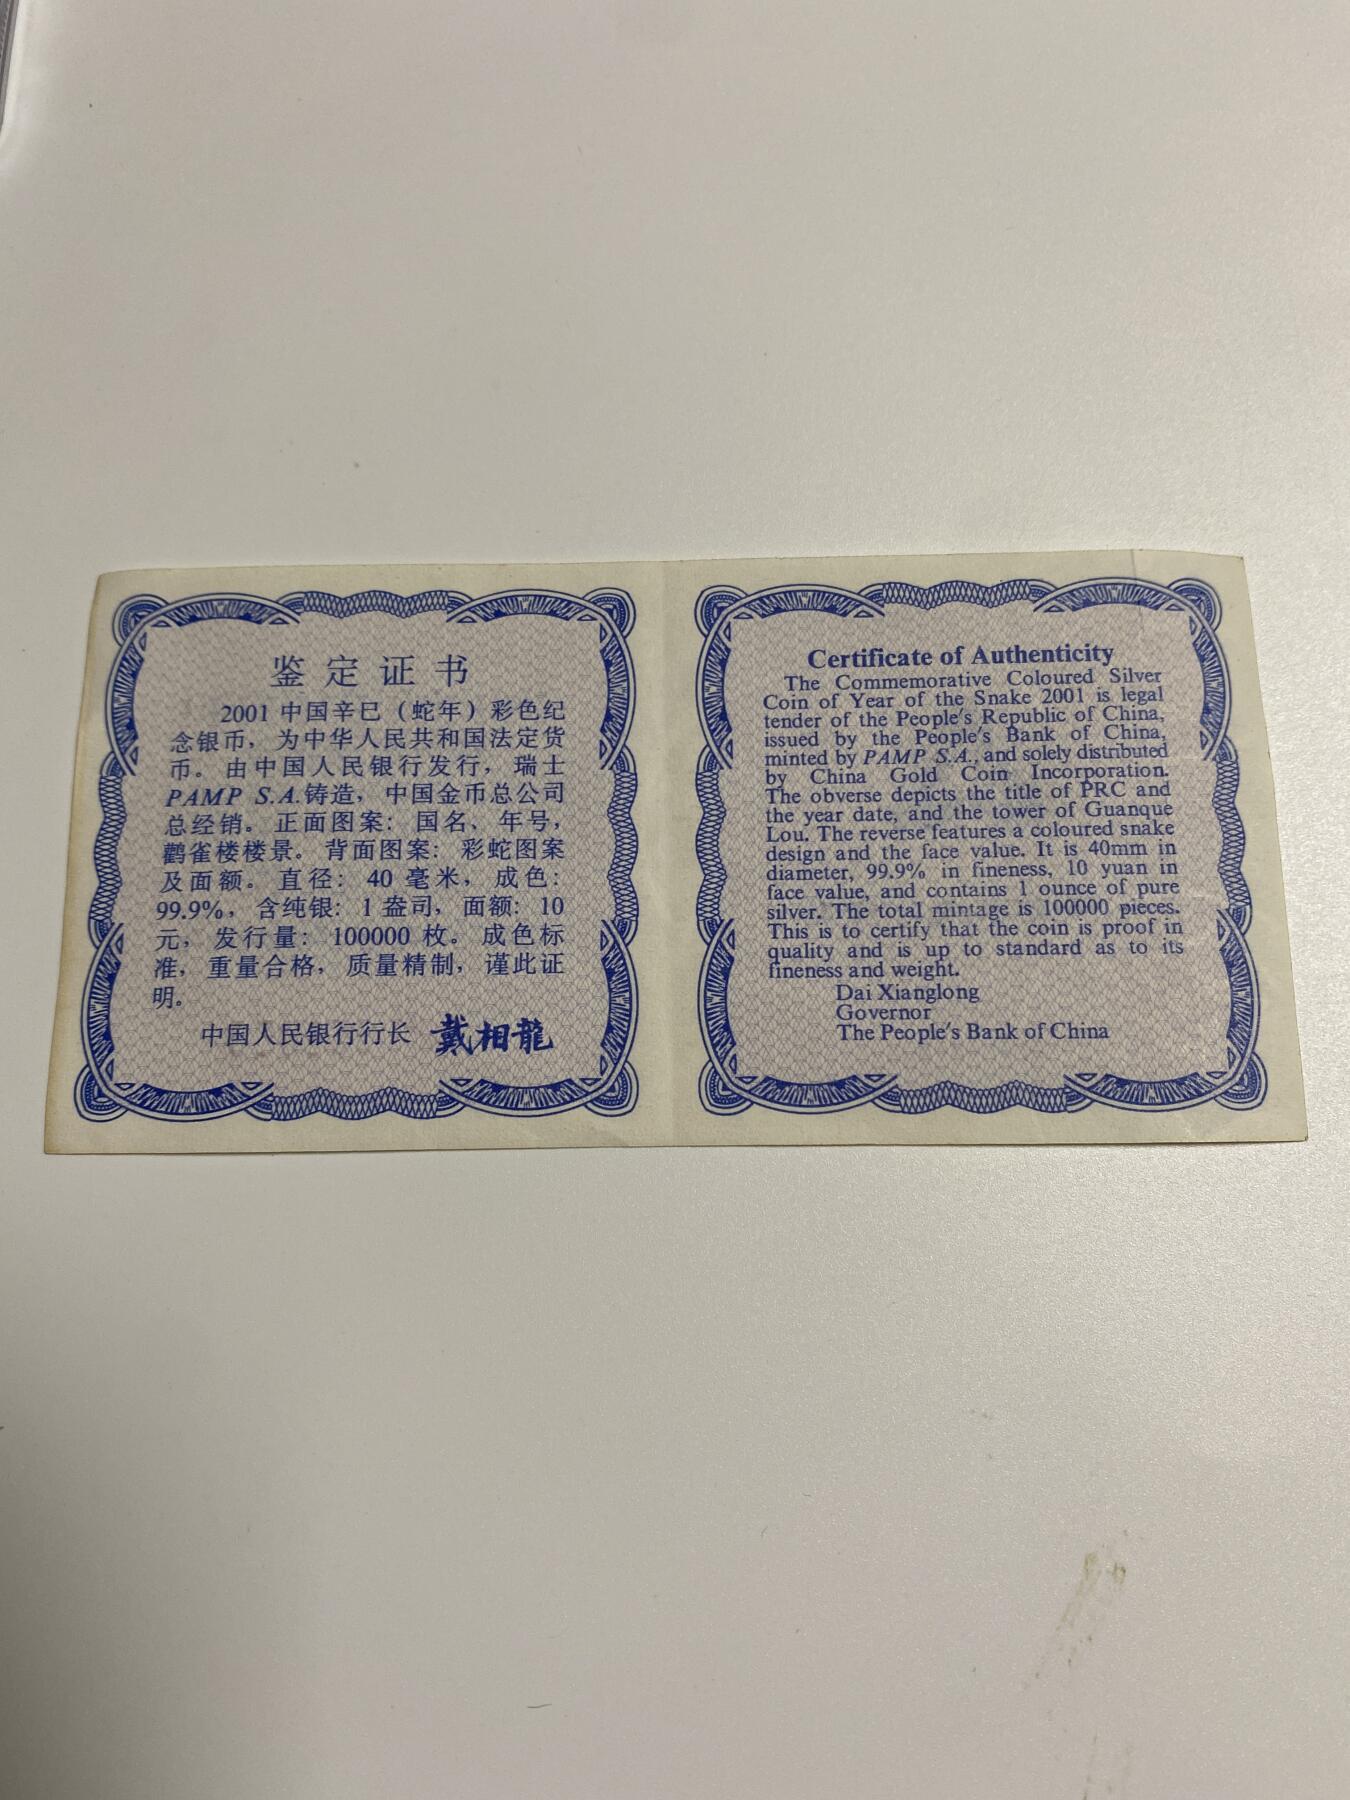 鉴定证书
2001中国辛巳（蛇年）彩色纪
念银币，为中华人民共和国法定货
币。由中国人民银行发行，瑞士
PAMP S.A.铸造，中国金币总公司
总经销。正面图案：国名、年号，
鹳雀楼楼景。背面图案：彩蛇图案
及面额。直径：40毫米，成色：
99.9%，含纯银：1盎司，面额：10
元，发行量：100000枚。成色标
准，重量合格，质量精制，谨此证
明。
中国人民银行行长 戴相龍
Certificate of Authenticity
The Commemorative Coloured Silver
Coin of Year of the Snake 2001 is legal
tender of the People's Republic of China,
issued by the People's Bank of China,
minted by PAMP S.A., and solely distributed
by China Gold Coin Incorporation.
The obverse depicts the title of PRC and
the year date, and the tower of Guanque
Lou. The reverse features a coloured snake
design and the face value. It is 40mm in
diameter, 99.9% in fineness, 10 yuan in
face value, and contains 1 ounce of pure
silver. The total mintage is 100000 pieces.
This is to certify that the coin is proof in
quality and is up to standard as to its
fineness and weight.
Dai Xianglong
Governor
The People's Bank of China